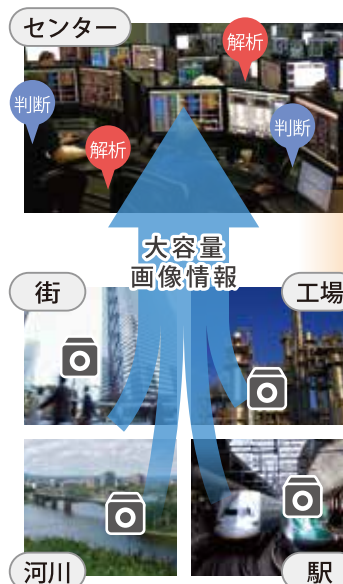 センター
解析
判断
判断
解析
大容量
画像情報
街
工場
河川
駅